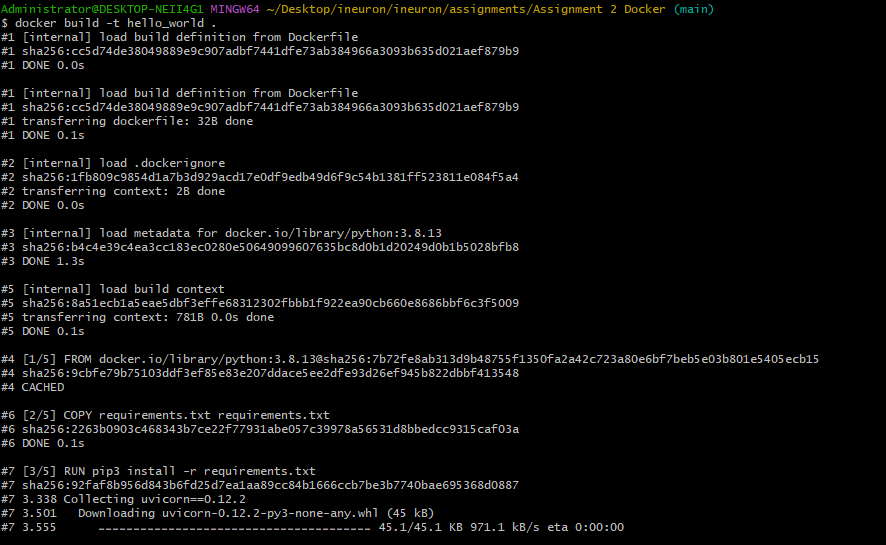 Administrator@DESKTOP-NEII4G1 MINGW64 ~/Desktop/ineuron/ineuron/assignments/Assignment 2 Docker (main)
$ docker build -t hello_world .
#1 [internal] load build definition from Dockerfile
#1 sha256:cc5d74de38049889e9c907adbf7441dfe73ab384966a3093b635d021aef879b9
#1 DONE 0.0s

#1 [internal] load build definition from Dockerfile
#1 sha256:cc5d74de38049889e9c907adbf7441dfe73ab384966a3093b635d021aef879b9
#1 transferring dockerfile: 32B done
#1 DONE 0.1s

#2 [internal] load .dockerignore
#2 sha256:1fb809c9854d1a7b3d929acd17e0df9edb49d6f9c54b1381ff523811e084f5a4
#2 transferring context: 2B done
#2 DONE 0.0s

#3 [internal] load metadata for docker.io/library/python:3.8.13
#3 sha256:b4c4e39c4ea3cc183ec0280e50649099607635bc8d0b1d20249d0b1b5028bfb8
#3 DONE 1.3s

#5 [internal] load build context
#5 sha256:8a51ecb1a5eae5dbf3effe68312302fbbb1f922ea90cb660e8686bbf6c3f5009
#5 transferring context: 781B 0.0s done
#5 DONE 0.1s

#4 [1/5] FROM docker.io/library/python:3.8.13@sha256:7b72fe8ab313d9b48755f1350fa2a42c723a80e6bf7beb5e03b801e5405ecb15
#4 sha256:9cbfe79b75103ddf3ef85e83e207ddace5ee2dfe93d26ef945b822dbbf413548
#4 CACHED

#6 [2/5] COPY requirements.txt requirements.txt
#6 sha256:2263b0903c468343b7ce22f77931abe057c39978a56531d8bbedcc9315caf03a
#6 DONE 0.1s

#7 [3/5] RUN pip3 install -r requirements.txt
#7 sha256:92faf8b956d843b6fd25d7ea1aa89cc84b1666ccb7be3b7740bae695368d0887
#7 3.338 Collecting uvicorn==0.12.2
#7 3.501   Downloading uvicorn-0.12.2-py3-none-any.whl (45 kB)
#7 3.555      --------------------------------------- 45.1/45.1 KB 971.1 kB/s eta 0:00:00